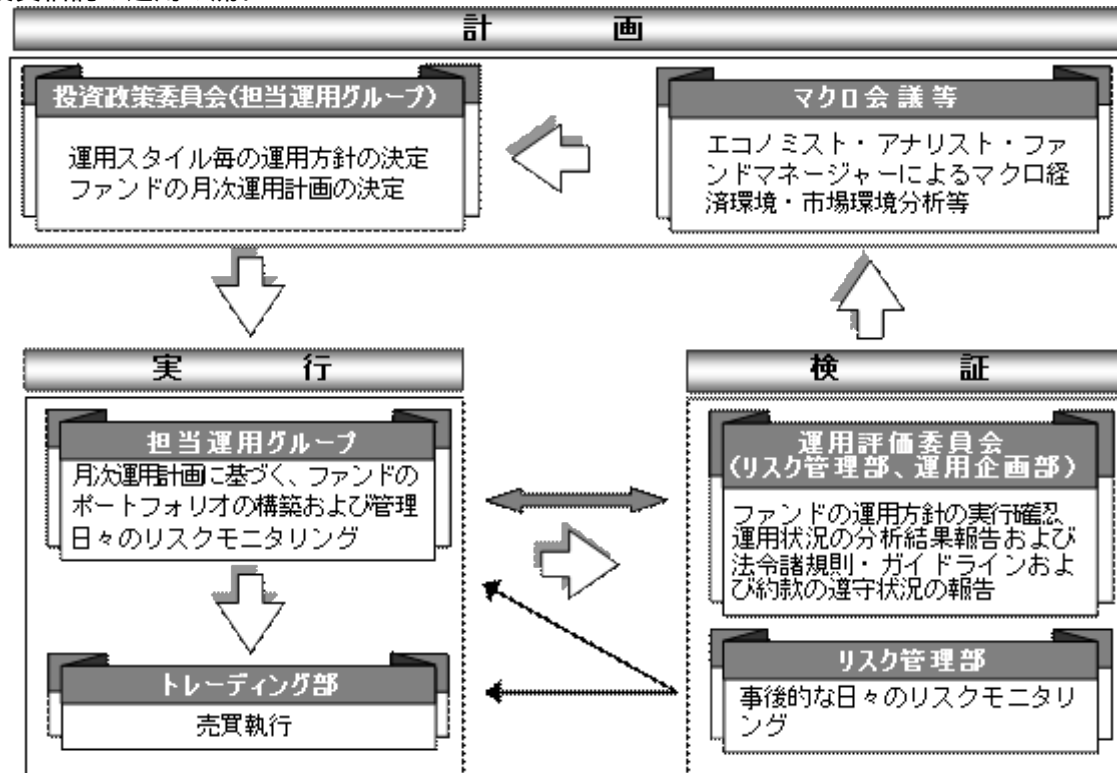 計 画
投資政策委員会(担当運用グループ)
運用スタイル毎の運用方針の決定
ファンドの月次運用計画の決定
マクロ会議等
エコノミスト・アナリスト・ファ
ンドマネージャーによるマクロ経
済環境・市場環境分析等
実 行
担当運用グループ
月次運用計画に基づく、ファンドの
ポートフォリオの構築および管理
日々のリスクモニタリング
トレーディング部
売買執行
検 証
運用評価委員会
(リスク管理部、運用企画部)
ファンドの運用方針の実行確認
運用状況の分析結果報告および
法令諸規則・ガイドラインおよ
び約款の遵守状況の報告
リスク管理部
事後的な日々のリスクモニタリ
ング